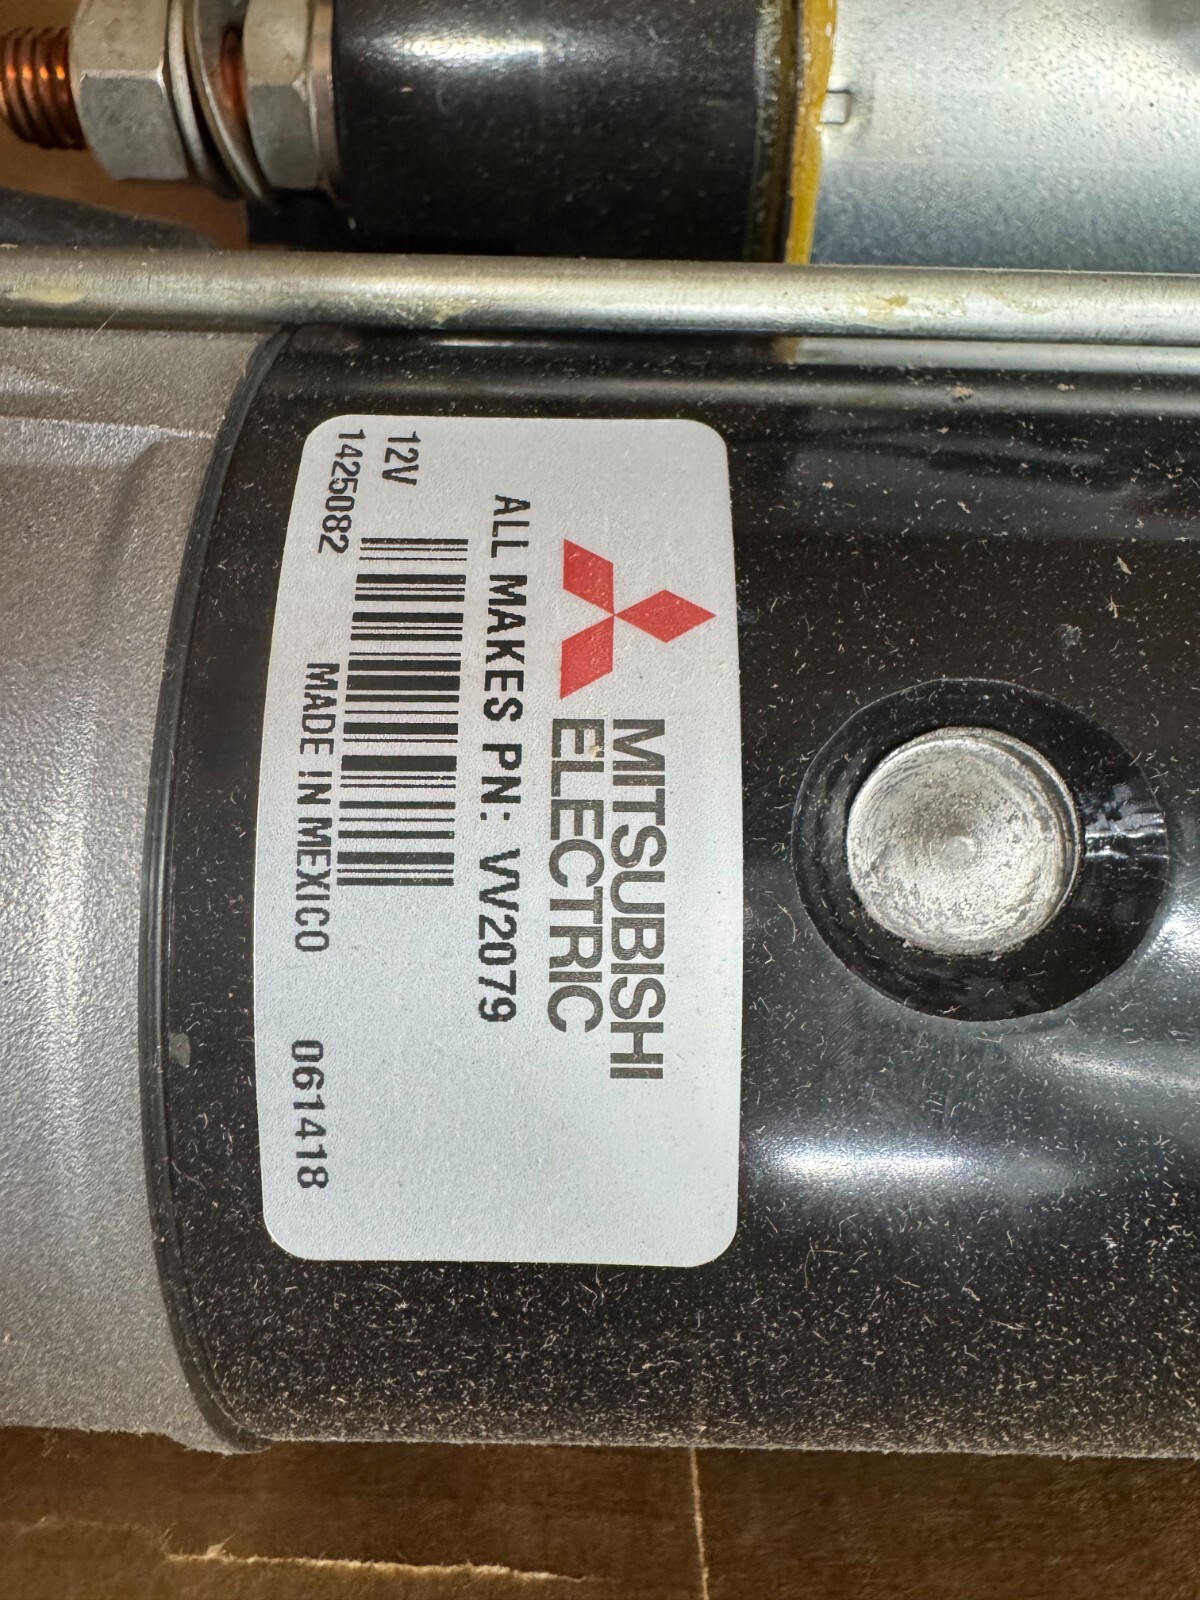 MITSUBISHI
ELECTRIC
ALL MAKES PN: VV2079
12V
1425082
MADE IN MEXICO 061418